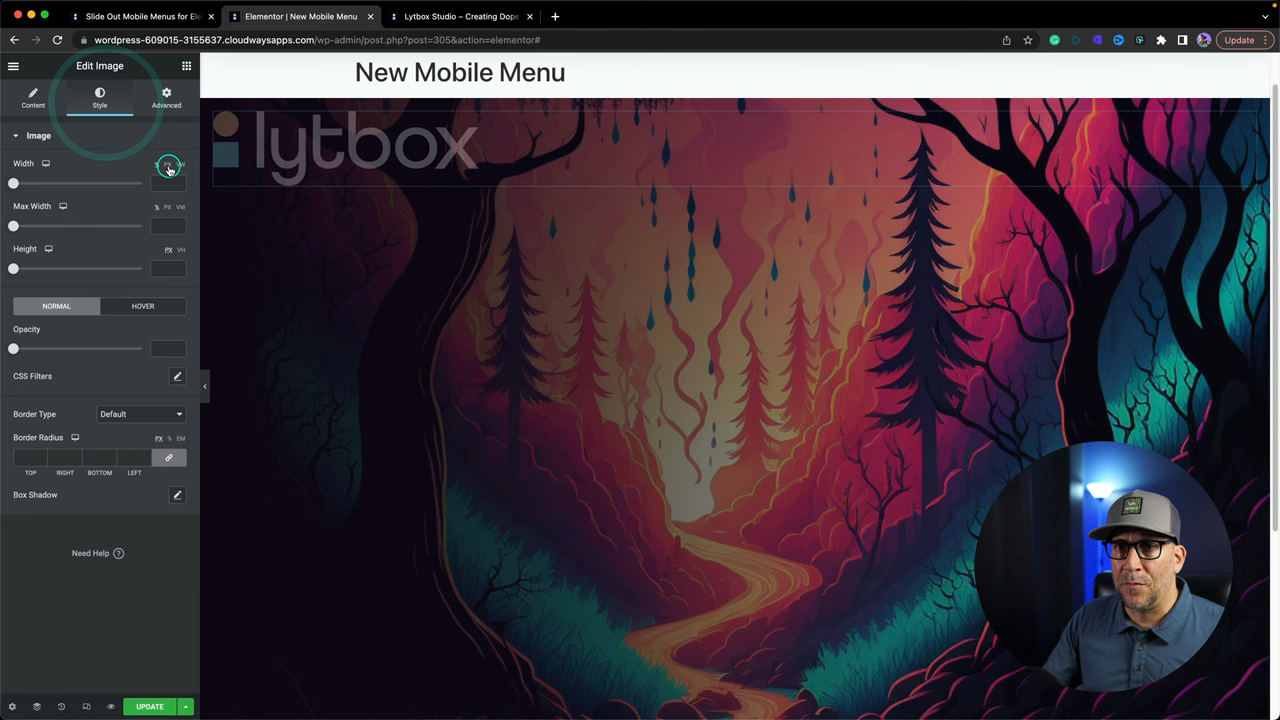 Slide Out Mobile Menus for El
Elementor | New Mobile Menu
Lytbox Studio – Creating Dope
wordpress-609015-3155637.cloudwaysapps.com/wp-admin/post.php?post=305&action=elementor#
Update
Edit Image
New Mobile Menu
Content
Style
Advanced
lytbox
Image
Width
% PX VW
Max Width
% PX VW
Height
PX VH
NORMAL
HOVER
Opacity
CSS Filters
Border Type
Default
Border Radius
PX % EM
TOP RIGHT BOTTOM LEFT
Box Shadow
Need Help
UPDATE